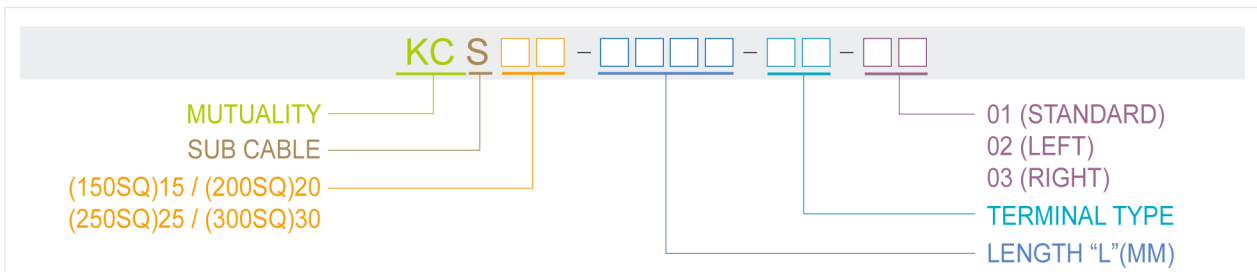 KCS□□-□□□□-□□-□□
MUTUALITY
SUB CABLE
(150SQ)15 / (200SQ)20
(250SQ)25 / (300SQ)30
01 (STANDARD)
02 (LEFT)
03 (RIGHT)
TERMINAL TYPE
LENGTH “L”(MM)